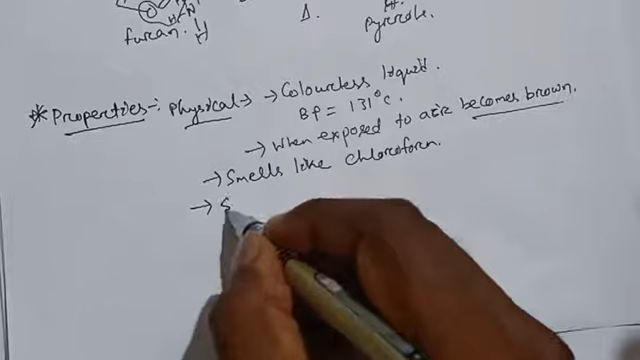 furan.
Δ.
Pyrrole.
* Properties-: Physical → → Colourless liquid.
BP = 131°C.
→ When exposed to air becomes brown.
→ Smells like chloroform.
→ S